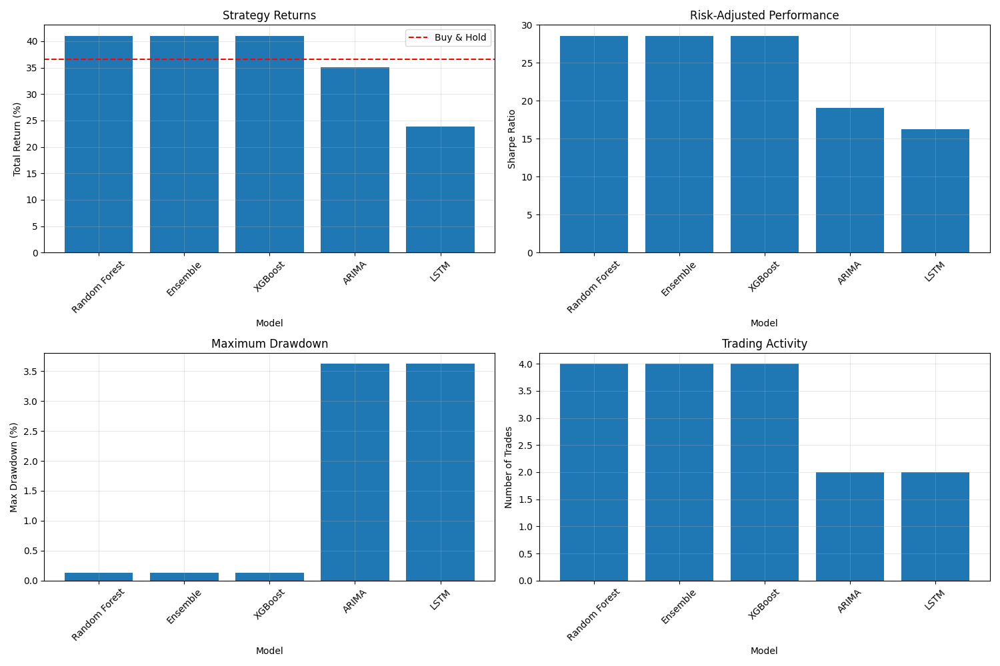 Strategy Returns
Total Return (%)
40
35
30
25
20
15
10
5
0
Buy & Hold
Random Forest
Ensemble
XGBoost
ARIMA
LSTM
Model
Risk-Adjusted Performance
Sharpe Ratio
30
25
20
15
10
5
0
Random Forest
Ensemble
XGBoost
ARIMA
LSTM
Model
Maximum Drawdown
Max Drawdown (%)
3.5
3.0
2.5
2.0
1.5
1.0
0.5
0.0
Random Forest
Ensemble
XGBoost
ARIMA
LSTM
Model
Trading Activity
Number of Trades
4.0
3.5
3.0
2.5
2.0
1.5
1.0
0.5
0.0
Random Forest
Ensemble
XGBoost
ARIMA
LSTM
Model